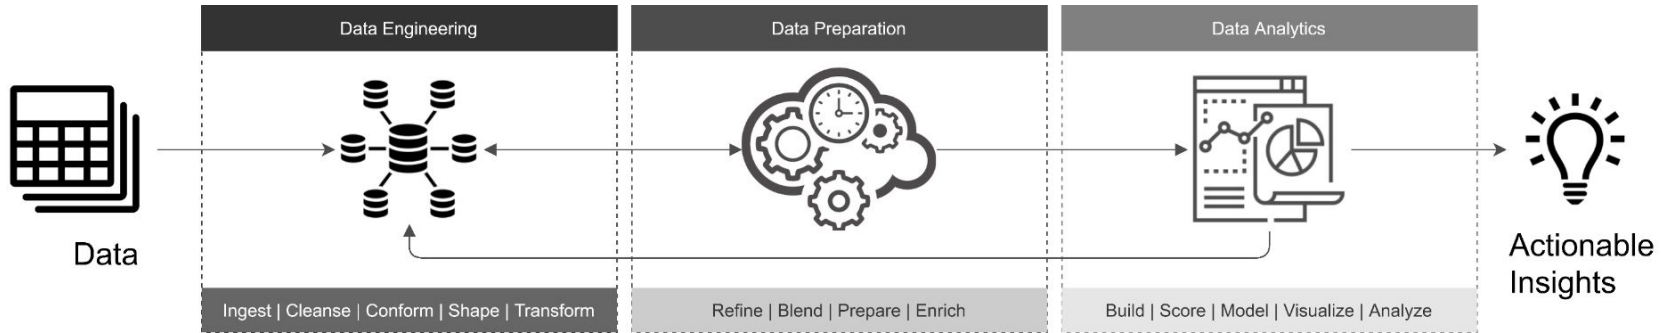 Data Engineering
Data Preparation
Data Analytics
Data
Actionable
Insights
Ingest | Cleanse | Conform | Shape | Transform
Refine | Blend | Prepare | Enrich
Build | Score | Model | Visualize | Analyze